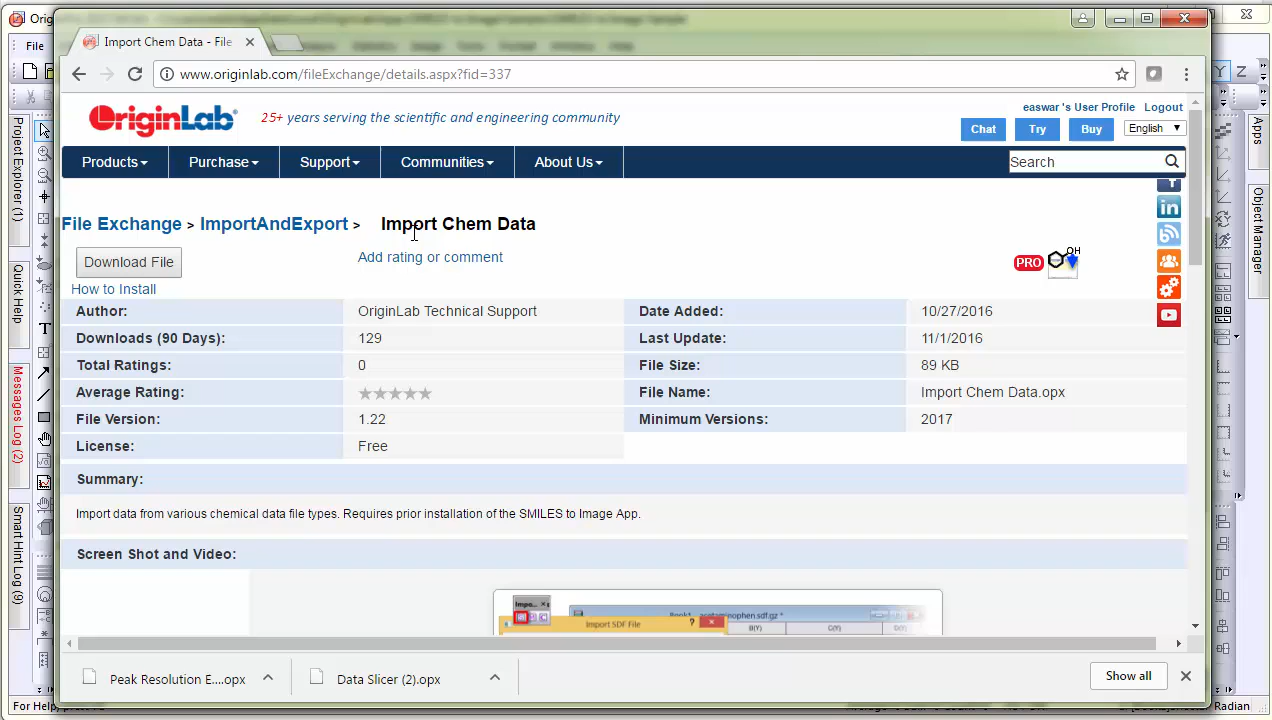 Import Chem Data - File
www.originlab.com/fileExchange/details.aspx?fid=337
File
OriginLab
25+ years serving the scientific and engineering community
easwar 's User Profile
Logout
Chat
Try
Buy
English
Products
Purchase
Support
Communities
About Us
Search
File Exchange > ImportAndExport > Import Chem Data
Download File
Add rating or comment
PRO
OH
How to Install
Author:
OriginLab Technical Support
Date Added:
10/27/2016
Downloads (90 Days):
129
Last Update:
11/1/2016
Total Ratings:
0
File Size:
89 KB
Average Rating:
File Name:
Import Chem Data.opx
File Version:
1.22
Minimum Versions:
2017
License:
Free
Summary:
Import data from various chemical data file types. Requires prior installation of the SMILES to Image App.
Screen Shot and Video:
Impo...
Import SDF File
B(Y)
C(Y)
Peak Resolution E....opx
Data Slicer (2).opx
Show all
Project Explorer (1)
Quick Help
Messages Log (2)
Smart Hint Log (9)
Apps
Object Manager
Y
Z
T
For Help, pre
Radian